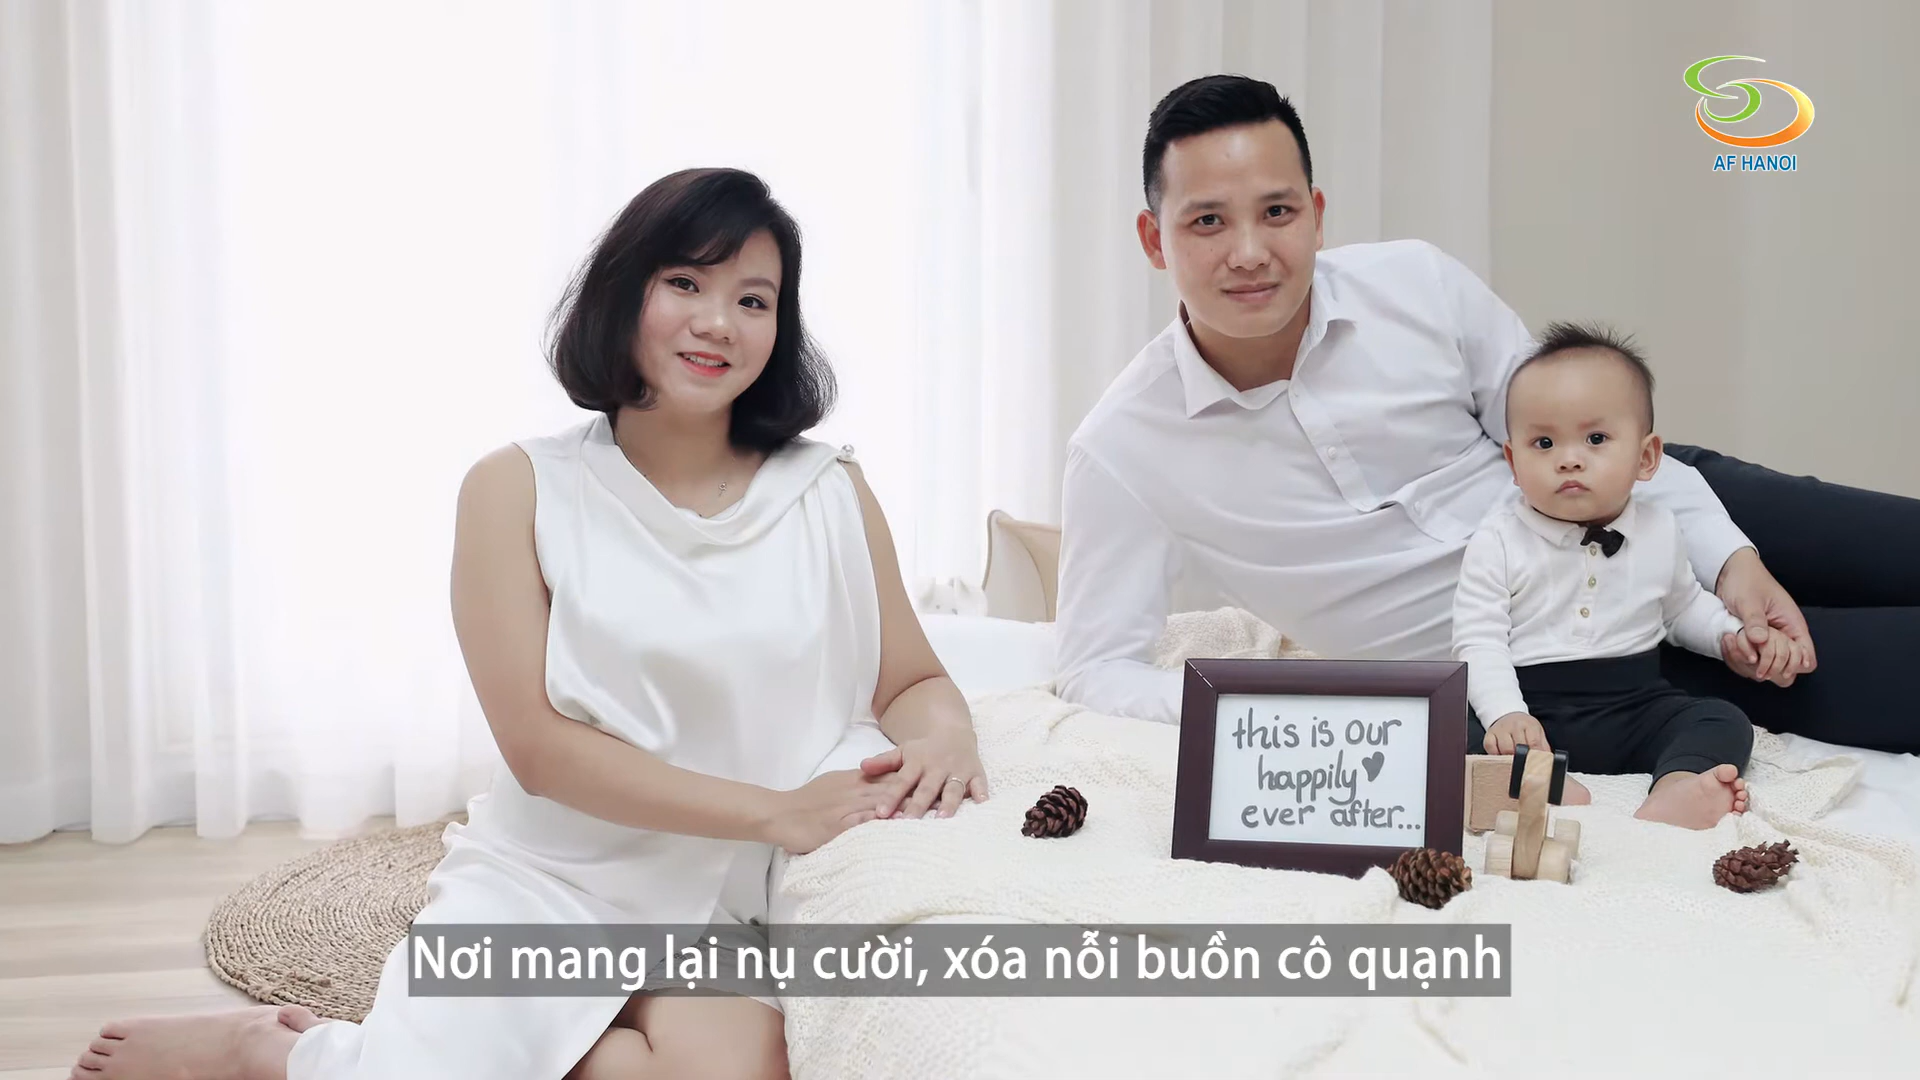 AF HANOI
this is our
happily
ever after...
Nơi mang lại nụ cười, xóa nỗi buồn cô quạnh